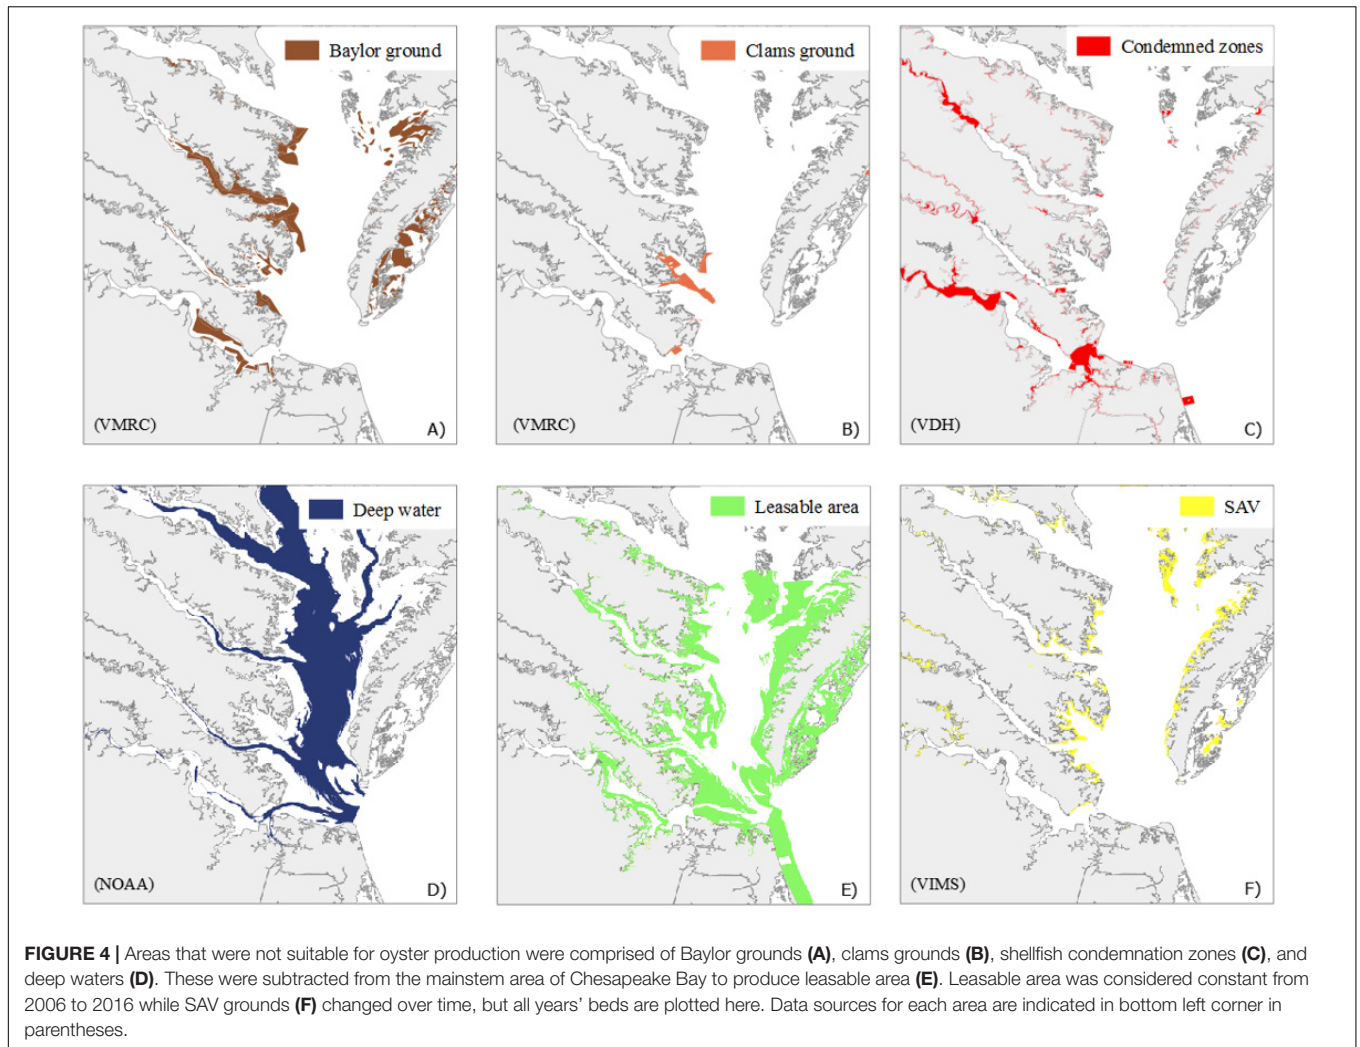 Baylor ground
(VMRC)
A)
Clams ground
(VMRC)
B)
Condemned zones
(VDH)
C)
Deep water
(NOAA)
D)
Leasable area
E)
SAV
(VIMS)
F)
FIGURE 4 | Areas that were not suitable for oyster production were comprised of Baylor grounds (A), clams grounds (B), shellfish condemnation zones (C), and
deep waters (D). These were subtracted from the mainstem area of Chesapeake Bay to produce leasable area (E). Leasable area was considered constant from
2006 to 2016 while SAV grounds (F) changed over time, but all years’ beds are plotted here. Data sources for each area are indicated in bottom left corner in
parentheses.